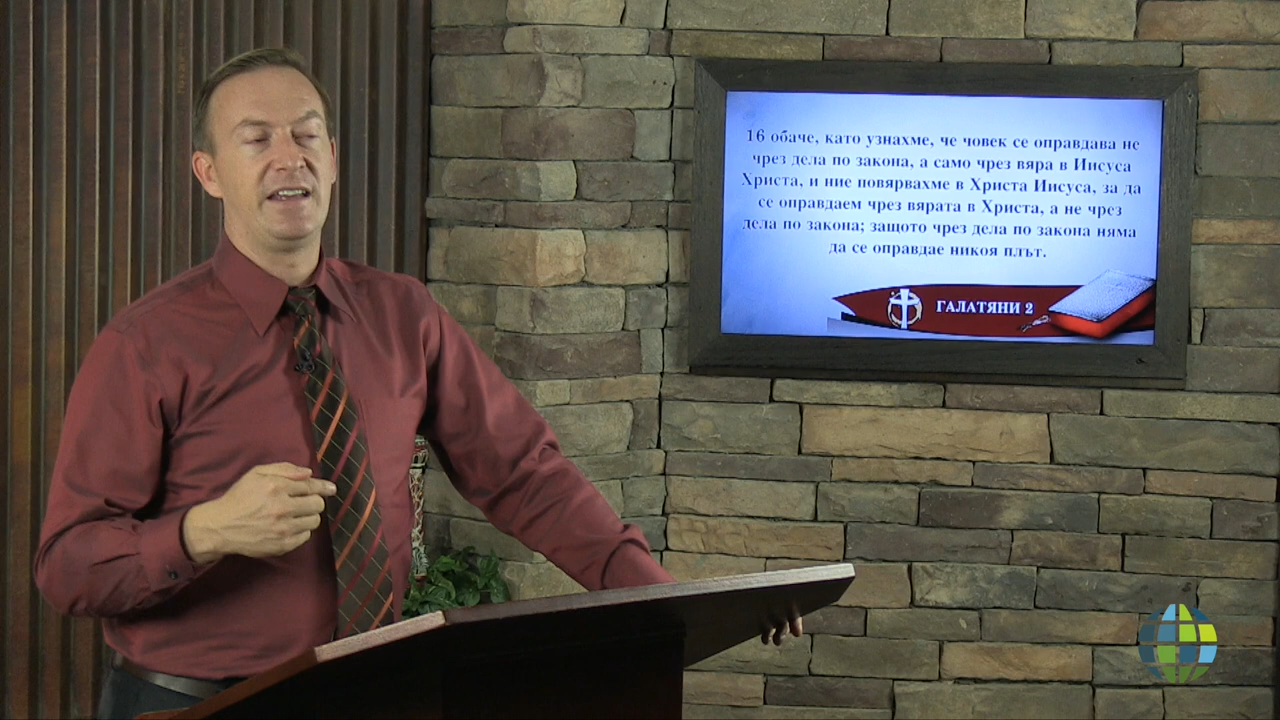 16 обаче, като узнахме, че човек се оправдава не
чрез дела по закона, а само чрез вяра в Иисуса
Христа, и ние повярвахме в Христа Иисуса, за да
се оправдаем чрез вярата в Христа, а не чрез
дела по закона; защото чрез дела по закона няма
да се оправдае никоя плът.
ГАЛАТЯНИ 2